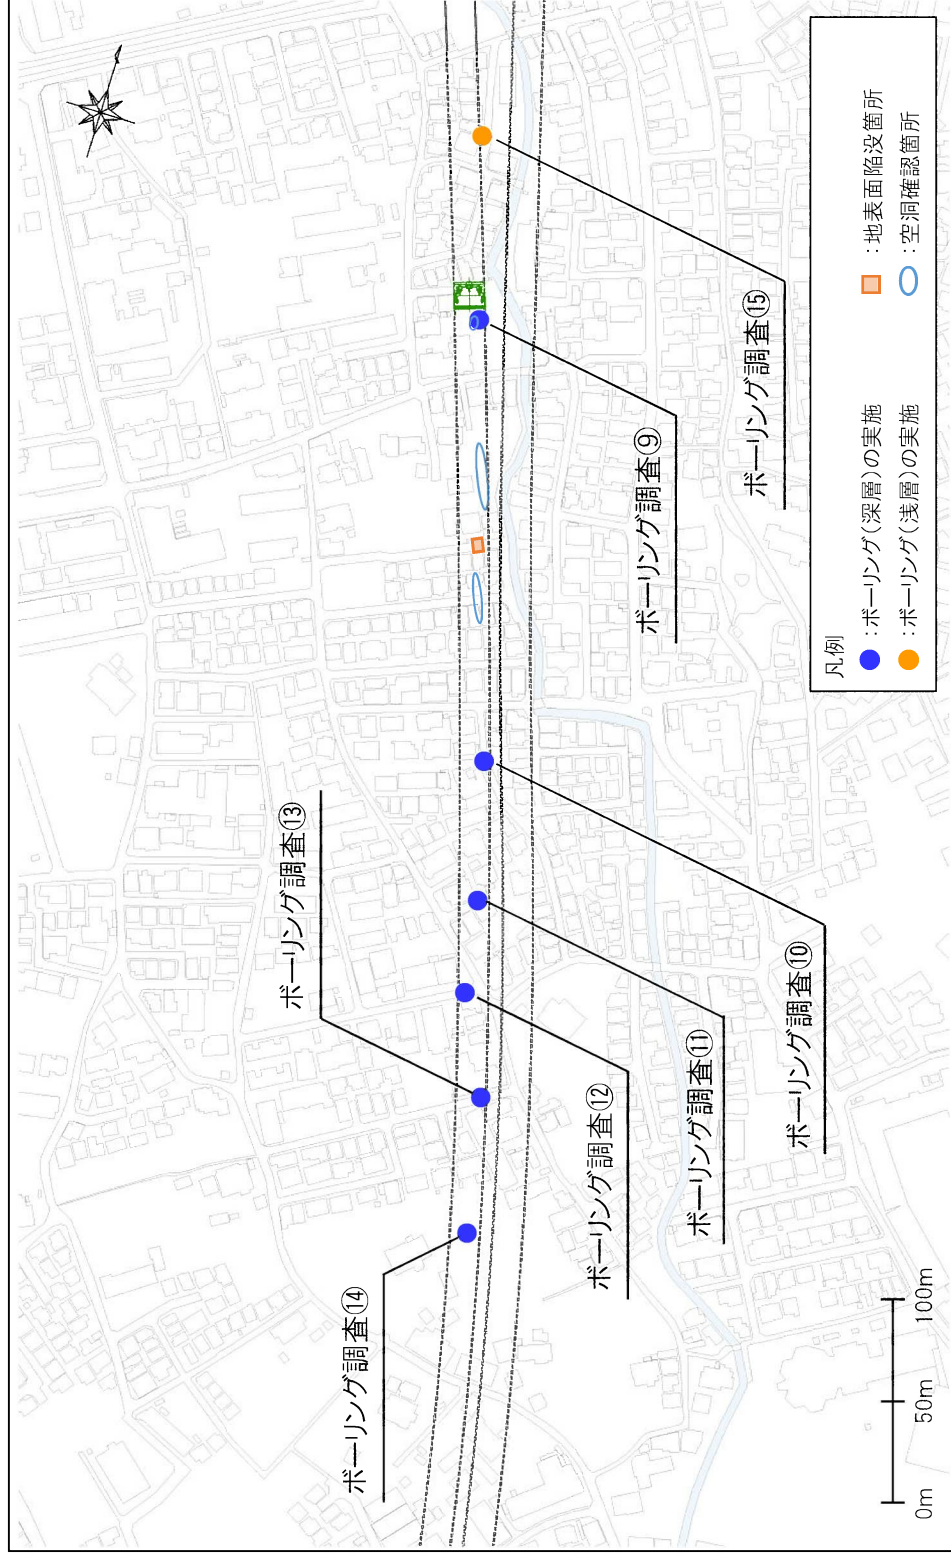 ボーリング調査⑭
ボーリング調査⑬
ボーリング調査⑫
ボーリング調査⑪
ボーリング調査⑩
ボーリング調査⑨
ボーリング調査⑮
凡例
：ボーリング（深層）の実施 ：地表面陥没箇所
：ボーリング（浅層）の実施 ：空洞確認箇所
0m 50m 100m